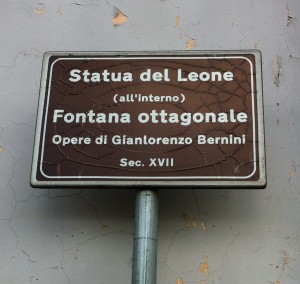 Statua del Leone
(all'interno)
Fontana ottagonale
Opere di Gianlorenzo Bernini
Sec. XVII